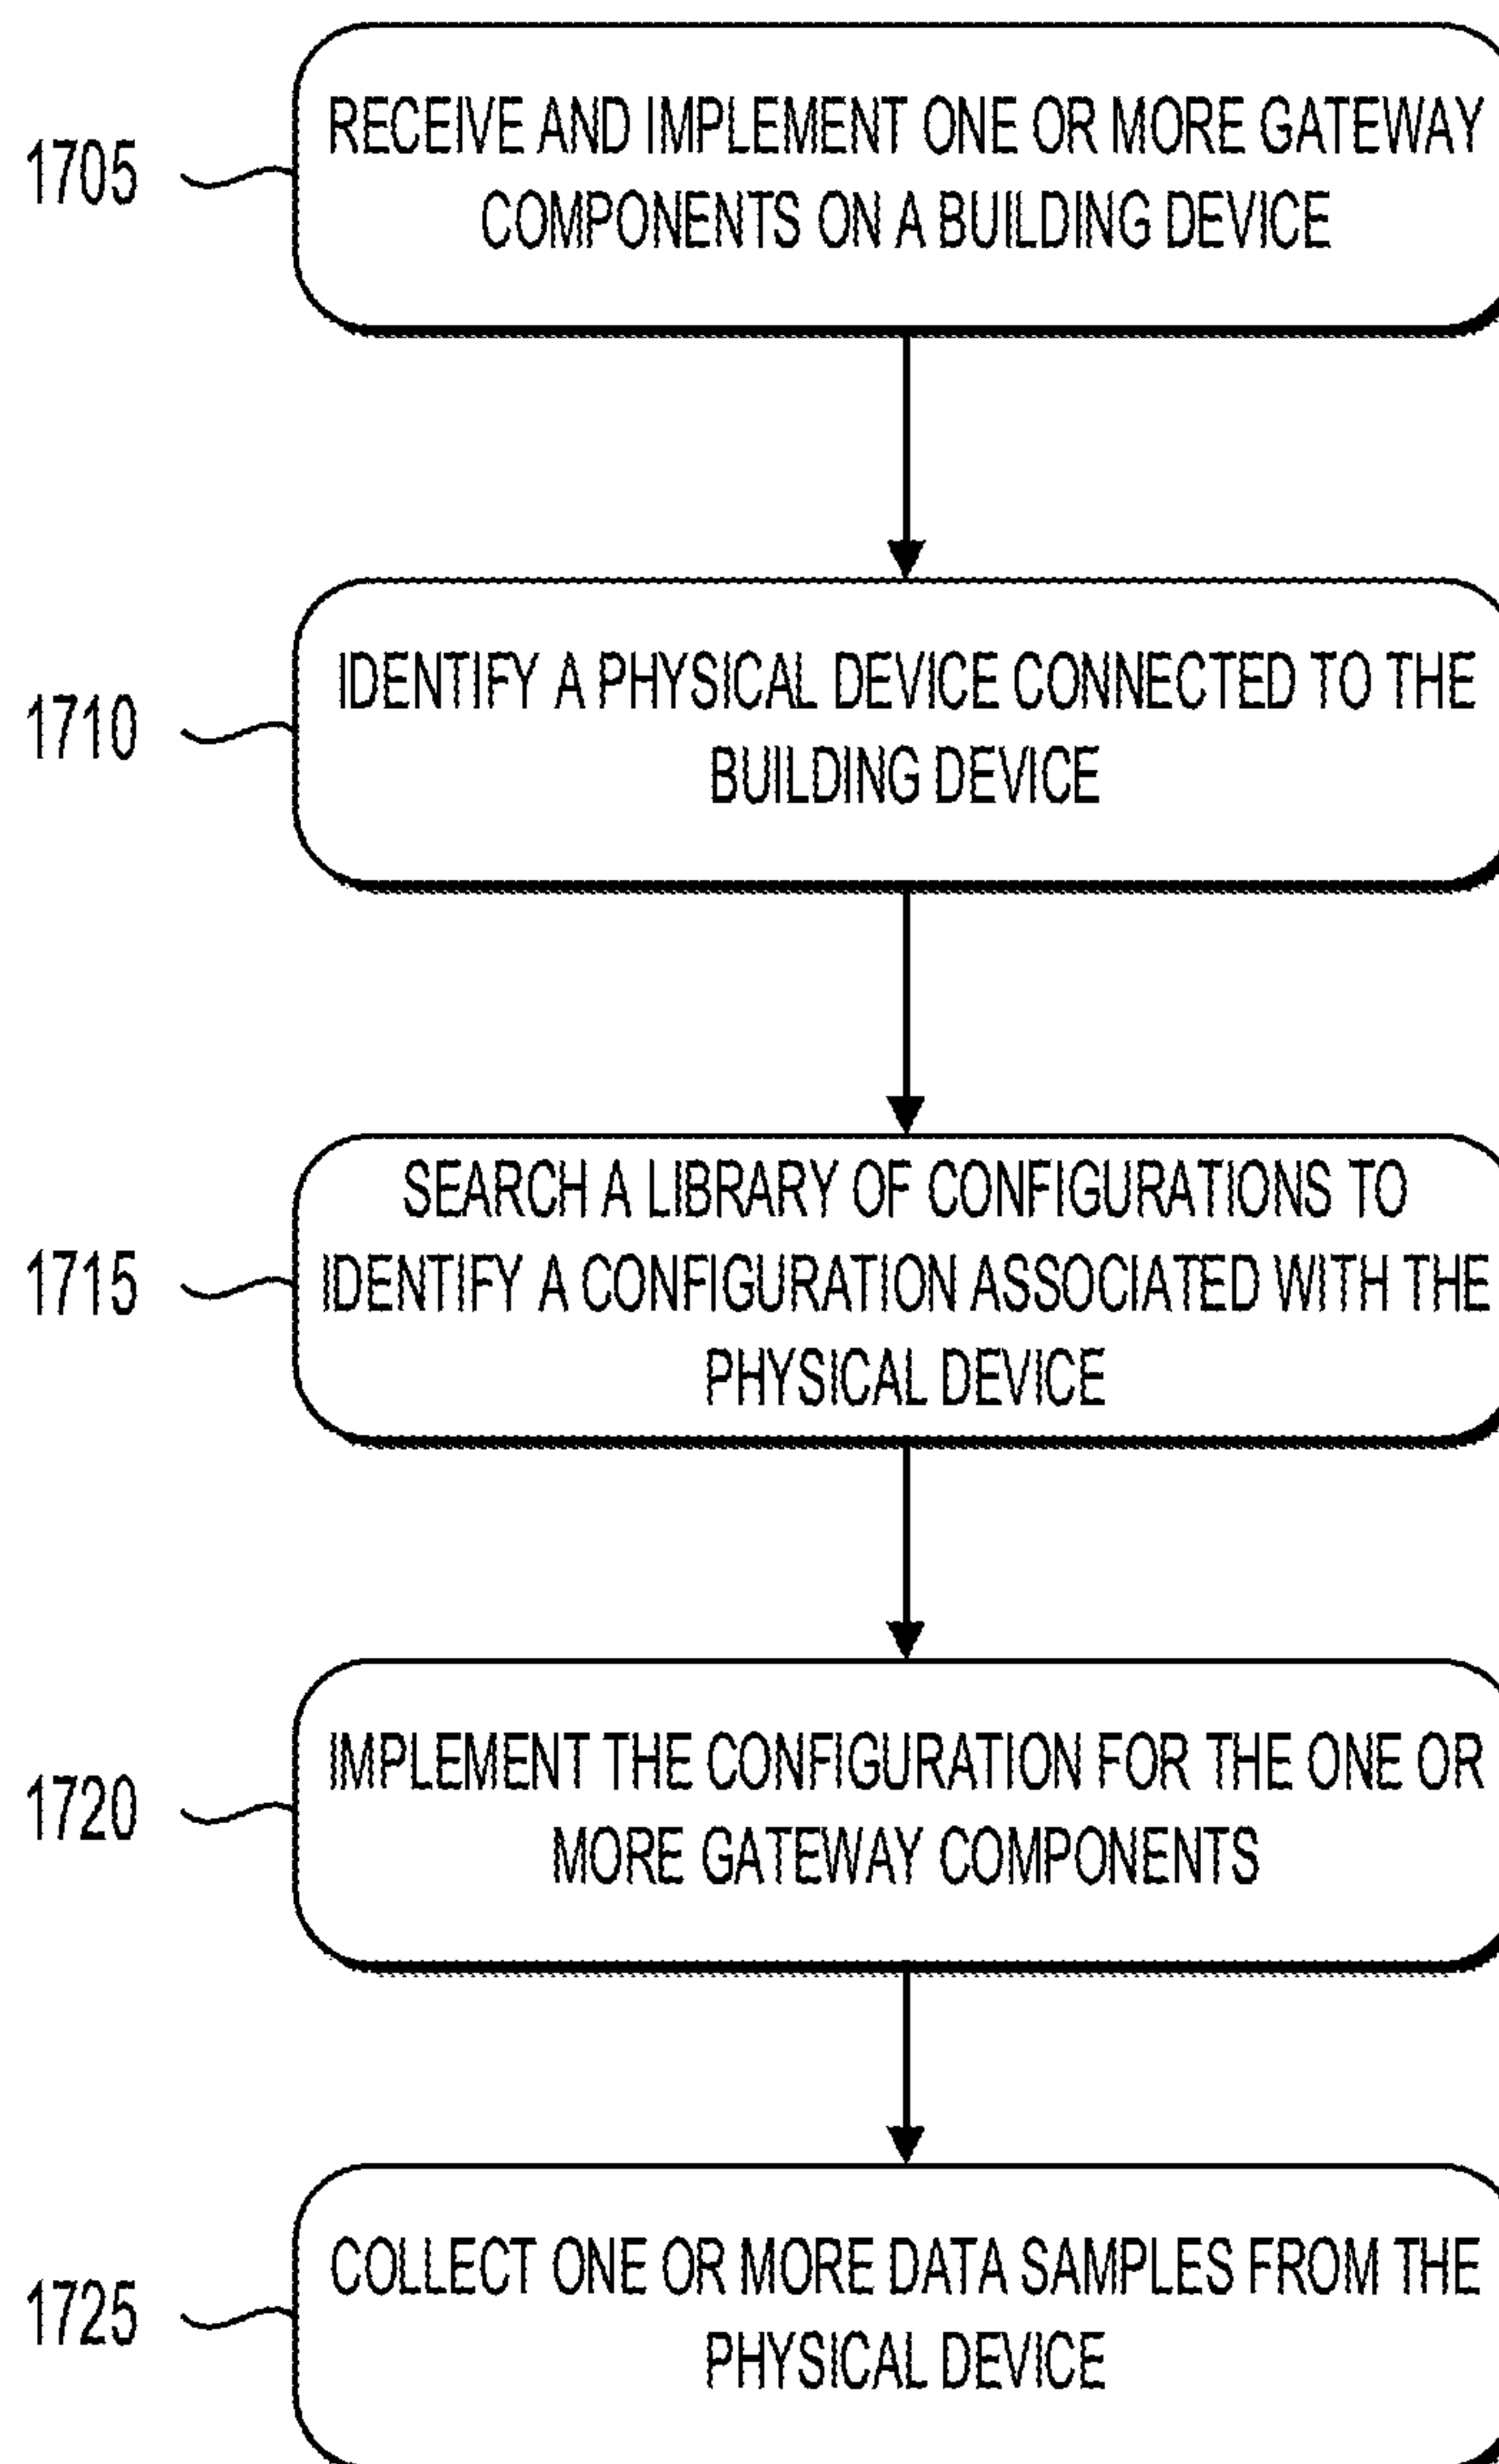 1705
RECEIVE AND IMPLEMENT ONE OR MORE GATEWAY
COMPONENTS ON A BUILDING DEVICE
1710
IDENTIFY A PHYSICAL DEVICE CONNECTED TO THE
BUILDING DEVICE
1715
SEARCH A LIBRARY OF CONFIGURATIONS TO
IDENTIFY A CONFIGURATION ASSOCIATED WITH THE
PHYSICAL DEVICE
1720
IMPLEMENT THE CONFIGURATION FOR THE ONE OR
MORE GATEWAY COMPONENTS
1725
COLLECT ONE OR MORE DATA SAMPLES FROM THE
PHYSICAL DEVICE